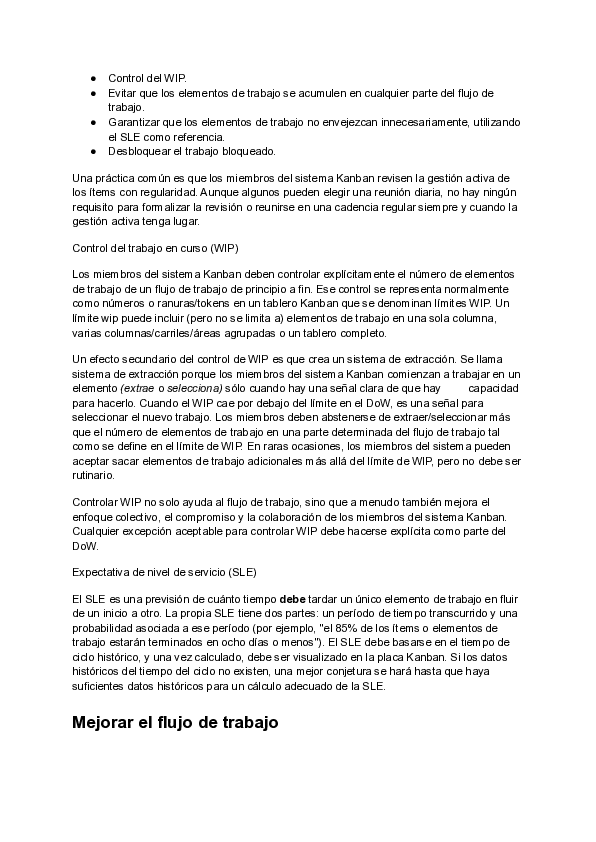 ● Control del WIP.
● Evitar que los elementos de trabajo se acumulen en cualquier parte del flujo de
trabajo.
● Garantizar que los elementos de trabajo no envejezcan innecesariamente, utilizando
el SLE como referencia.
● Desbloquear el trabajo bloqueado.
Una práctica común es que los miembros del sistema Kanban revisen la gestión activa de
los ítems con regularidad. Aunque algunos pueden elegir una reunión diaria, no hay ningún
requisito para formalizar la revisión o reunirse en una cadencia regular siempre y cuando la
gestión activa tenga lugar.
Control del trabajo en curso (WIP)
Los miembros del sistema Kanban deben controlar explícitamente el número de elementos
de trabajo de un flujo de trabajo de principio a fin. Ese control se representa normalmente
como números o ranuras/tokens en un tablero Kanban que se denominan límites WIP. Un
límite wip puede incluir (pero no se limita a) elementos de trabajo en una sola columna,
varias columnas/carriles/áreas agrupadas o un tablero completo.
Un efecto secundario del control de WIP es que crea un sistema de extracción. Se llama
sistema de extracción porque los miembros del sistema Kanban comienzan a trabajar en un
elemento (extrae o selecciona) sólo cuando hay una señal clara de que hay capacidad
para hacerlo. Cuando el WIP cae por debajo del límite en el DoW, es una señal para
seleccionar el nuevo trabajo. Los miembros deben abstenerse de extraer/seleccionar más
que el número de elementos de trabajo en una parte determinada del flujo de trabajo tal
como se define en el límite de WIP. En raras ocasiones, los miembros del sistema pueden
aceptar sacar elementos de trabajo adicionales más allá del límite de WIP, pero no debe ser
rutinario.
Controlar WIP no solo ayuda al flujo de trabajo, sino que a menudo también mejora el
enfoque colectivo, el compromiso y la colaboración de los miembros del sistema Kanban.
Cualquier excepción aceptable para controlar WIP debe hacerse explícita como parte del
DoW.
Expectativa de nivel de servicio (SLE)
El SLE es una previsión de cuánto tiempo debe tardar un único elemento de trabajo en fluir
de un inicio a otro. La propia SLE tiene dos partes: un período de tiempo transcurrido y una
probabilidad asociada a ese período (por ejemplo, "el 85% de los ítems o elementos de
trabajo estarán terminados en ocho días o menos"). El SLE debe basarse en el tiempo de
ciclo histórico, y una vez calculado, debe ser visualizado en la placa Kanban. Si los datos
históricos del tiempo del ciclo no existen, una mejor conjetura se hará hasta que haya
suficientes datos históricos para un cálculo adecuado de la SLE.
Mejorar el flujo de trabajo